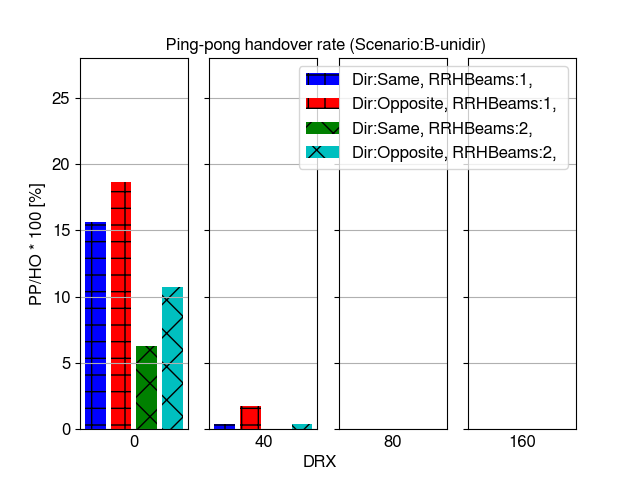 Ping-pong handover rate (Scenario:B-unidir)
Dir:Same, RRHBeams:1,
Dir:Opposite, RRHBeams:1,
Dir:Same, RRHBeams:2,
Dir:Opposite, RRHBeams:2,
PP/HO * 100 [%]
25
20
15
10
5
0
0 40 80 160
DRX